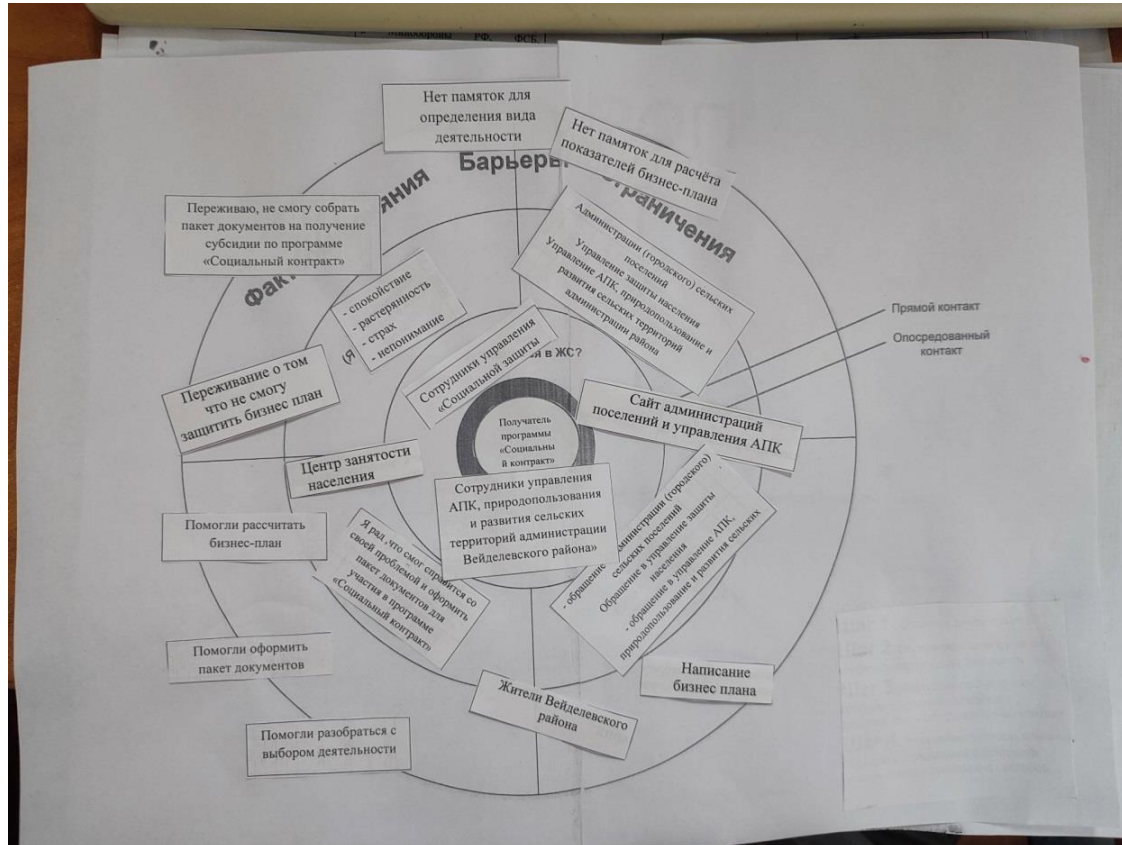 РФ, ФСБ,
Нет памяток для
определения вида
деятельности
Нет памяток для расчёта
показателей бизнес-плана
Барьеры
Переживаю, не смогу собрать
пакет документов на получение
субсидии по программе
«Социальный контракт»
- спокойствие
- растерянность
- страх
- непонимание
(Я
Администрации (городского) сельских
поселений
Управление защиты населения
Управление АПК, природопользование и
развития сельских территорий
администрации района
Прямой контакт
Опосредованный
контакт
Сотрудники управления
«Социальной защиты
в ЖС?
Переживание о том
что не смогу
защитить бизнес план
Сайт администраций
поселений и управления АПК
Получатель
программы
«Социальны
й контракт»
Центр занятости
населения
Сотрудники управления
АПК, природопользования
и развития сельских
территорий администрации
Вейделевского района»
Помогли рассчитать
бизнес-план
Я рад ,что смог справится со
своей проблемой и оформить
пакет документов для
участия в программе
«Социальный контракт»
- обращение администрации (городского)
сельских поселений
Обращение в управление защиты
населения
- обращение в управление АПК,
природопользование и развития сельских
Помогли оформить
пакет документов
Написание
бизнес плана
Жители Вейделевского
района
Помогли разобраться с
выбором деятельности